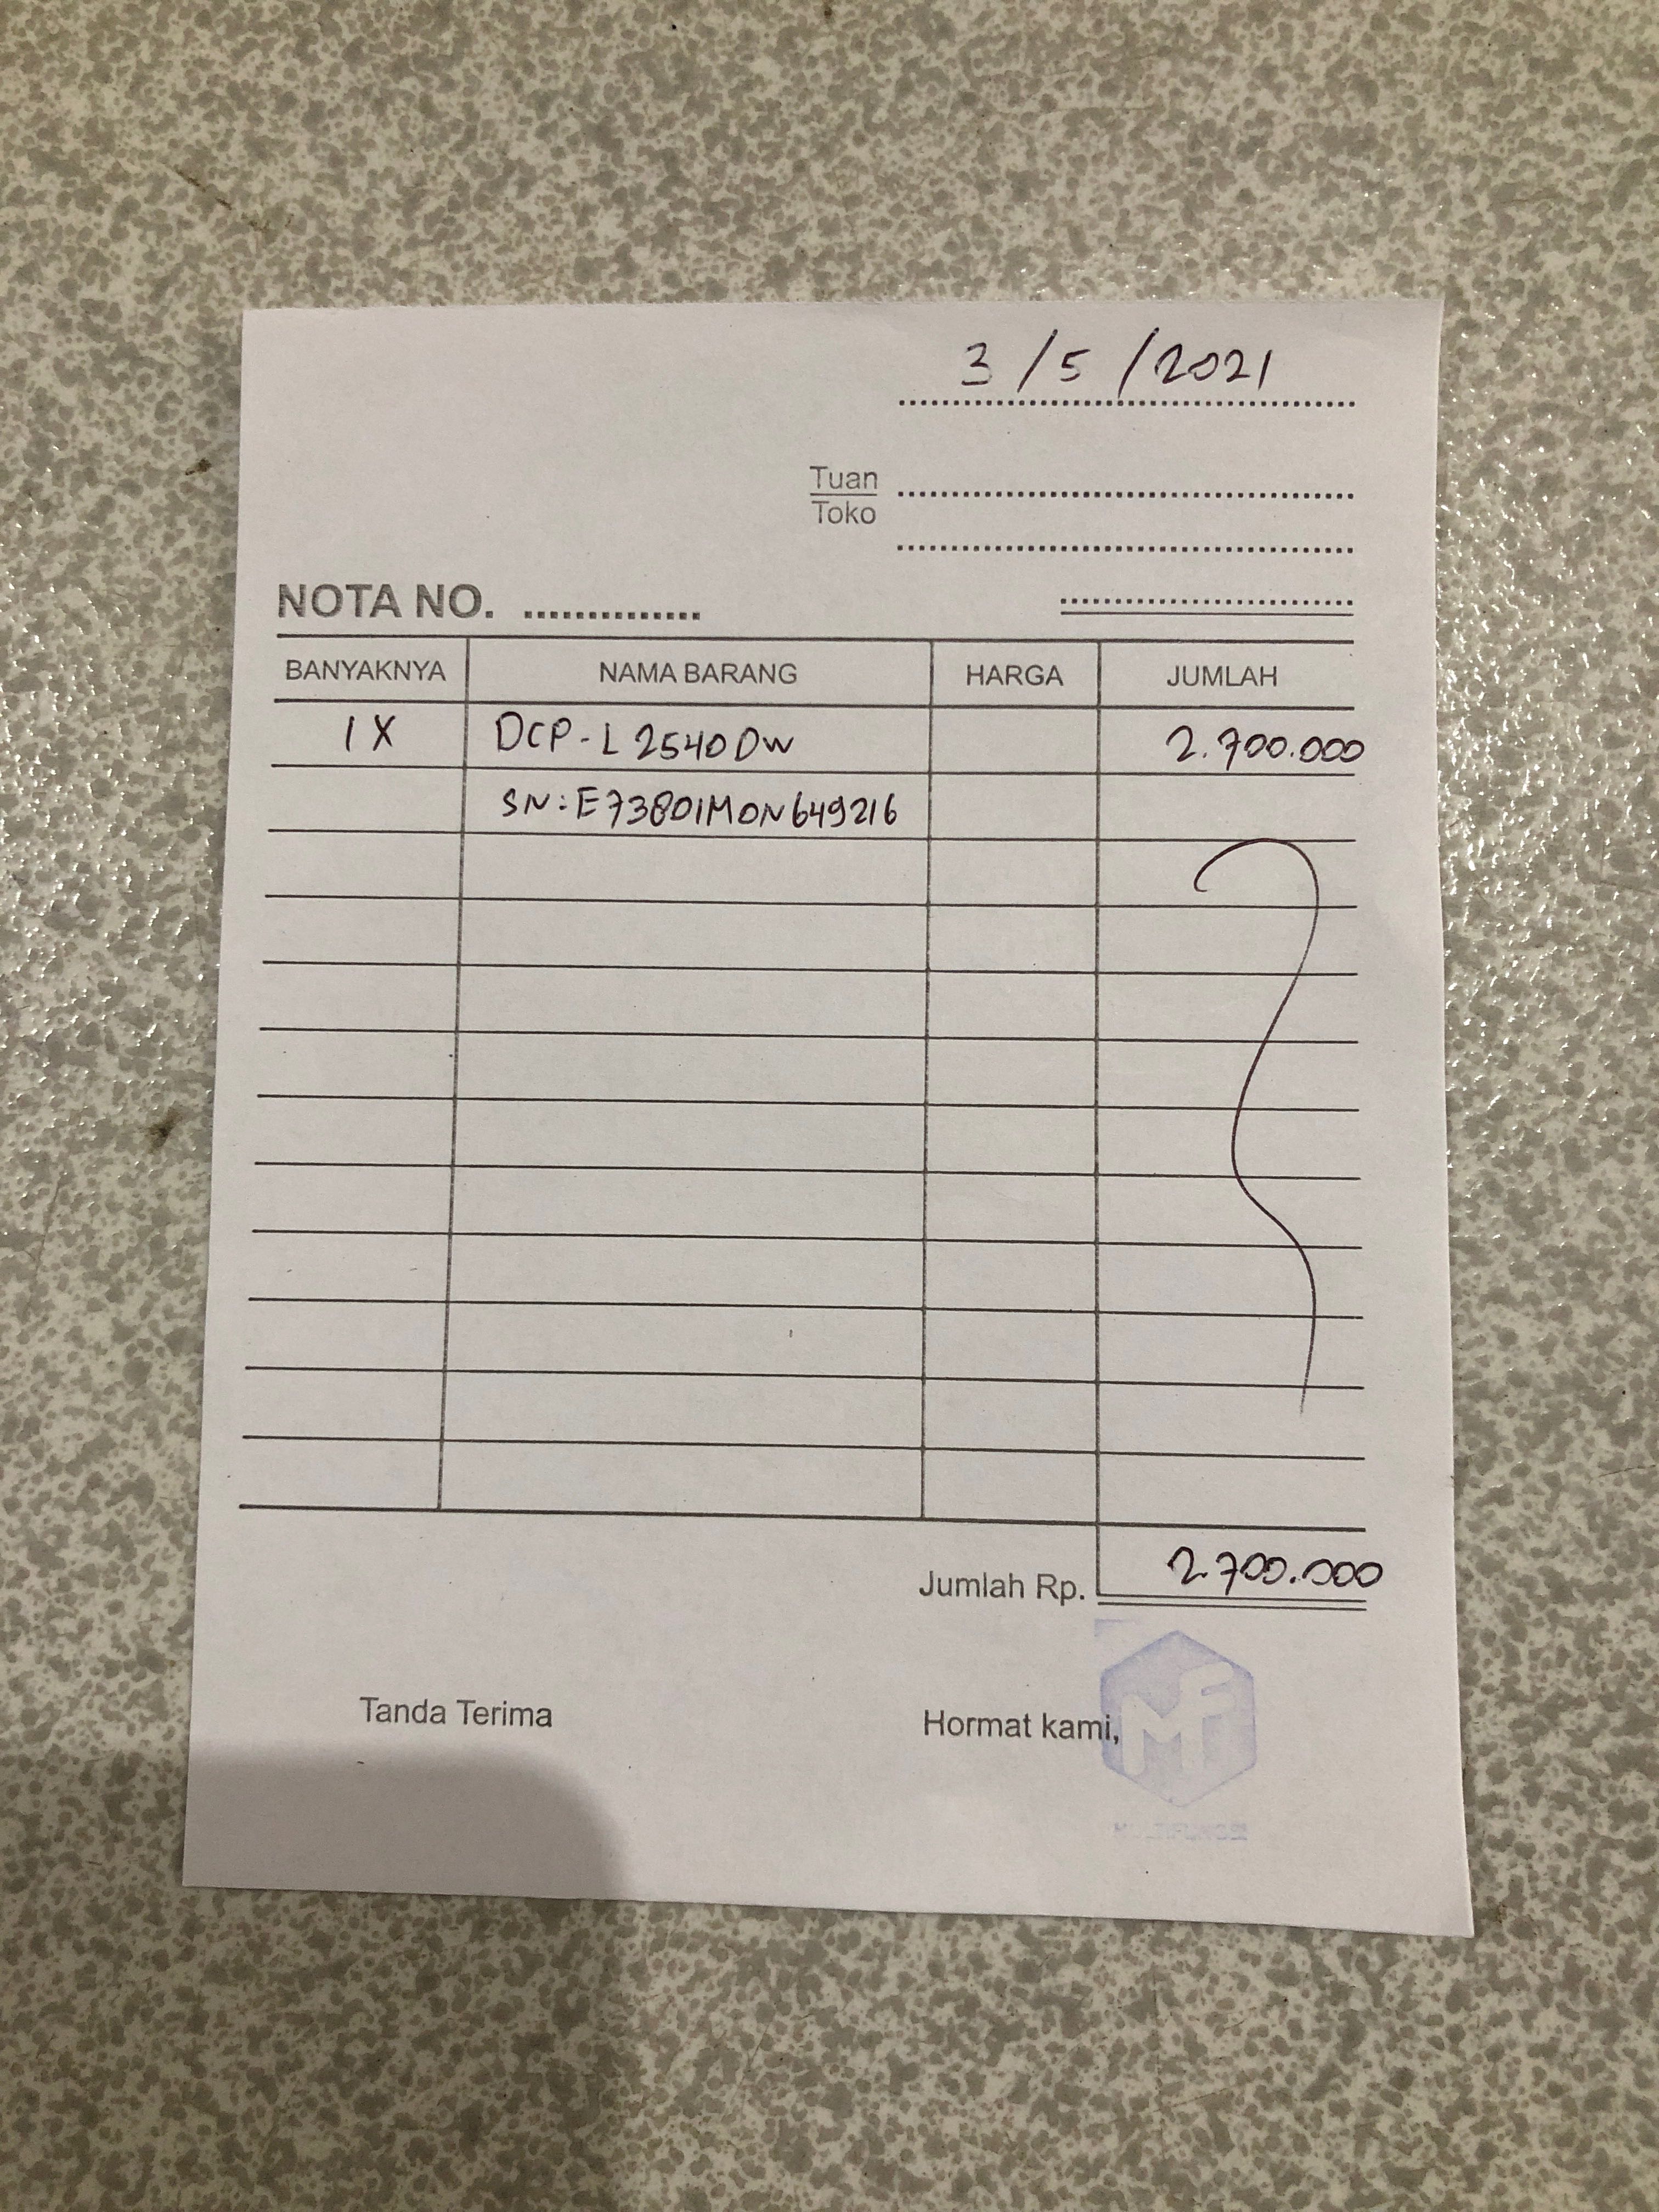 3/5/2021
Tuan
Toko
NOTA NO. ..............
BANYAKNYA NAMA BARANG HARGA JUMLAH
1 X DCP-L2540DW 2.700.000
SN: E73801M0N649216
Jumlah Rp. 2.700.000
Tanda Terima Hormat kami,
MF